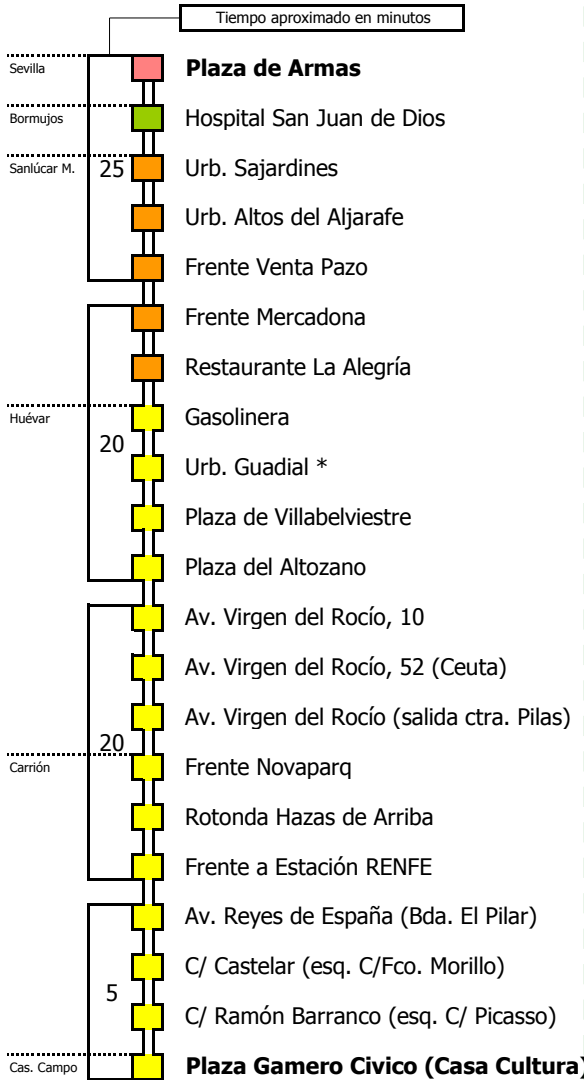 Tiempo aproximado en minutos
Sevilla
Plaza de Armas
Bormujos
Hospital San Juan de Dios
Sanlúcar M.
25
Urb. Sajardines
Urb. Altos del Aljarafe
Frente Venta Pazo
Frente Mercadona
Restaurante La Alegría
Huévar
Gasolinera
20
Urb. Guadial *
Plaza de Villabelviestre
Plaza del Altozano
Av. Virgen del Rocío, 10
Av. Virgen del Rocío, 52 (Ceuta)
Av. Virgen del Rocío (salida ctra. Pilas)
20
Carrión
Frente Novaparq
Rotonda Hazas de Arriba
Frente a Estación RENFE
Av. Reyes de España (Bda. El Pilar)
C/ Castelar (esq. C/Fco. Morillo)
5
C/ Ramón Barranco (esq. C/ Picasso)
Cas. Campo
Plaza Gamero Civico (Casa Cultura)